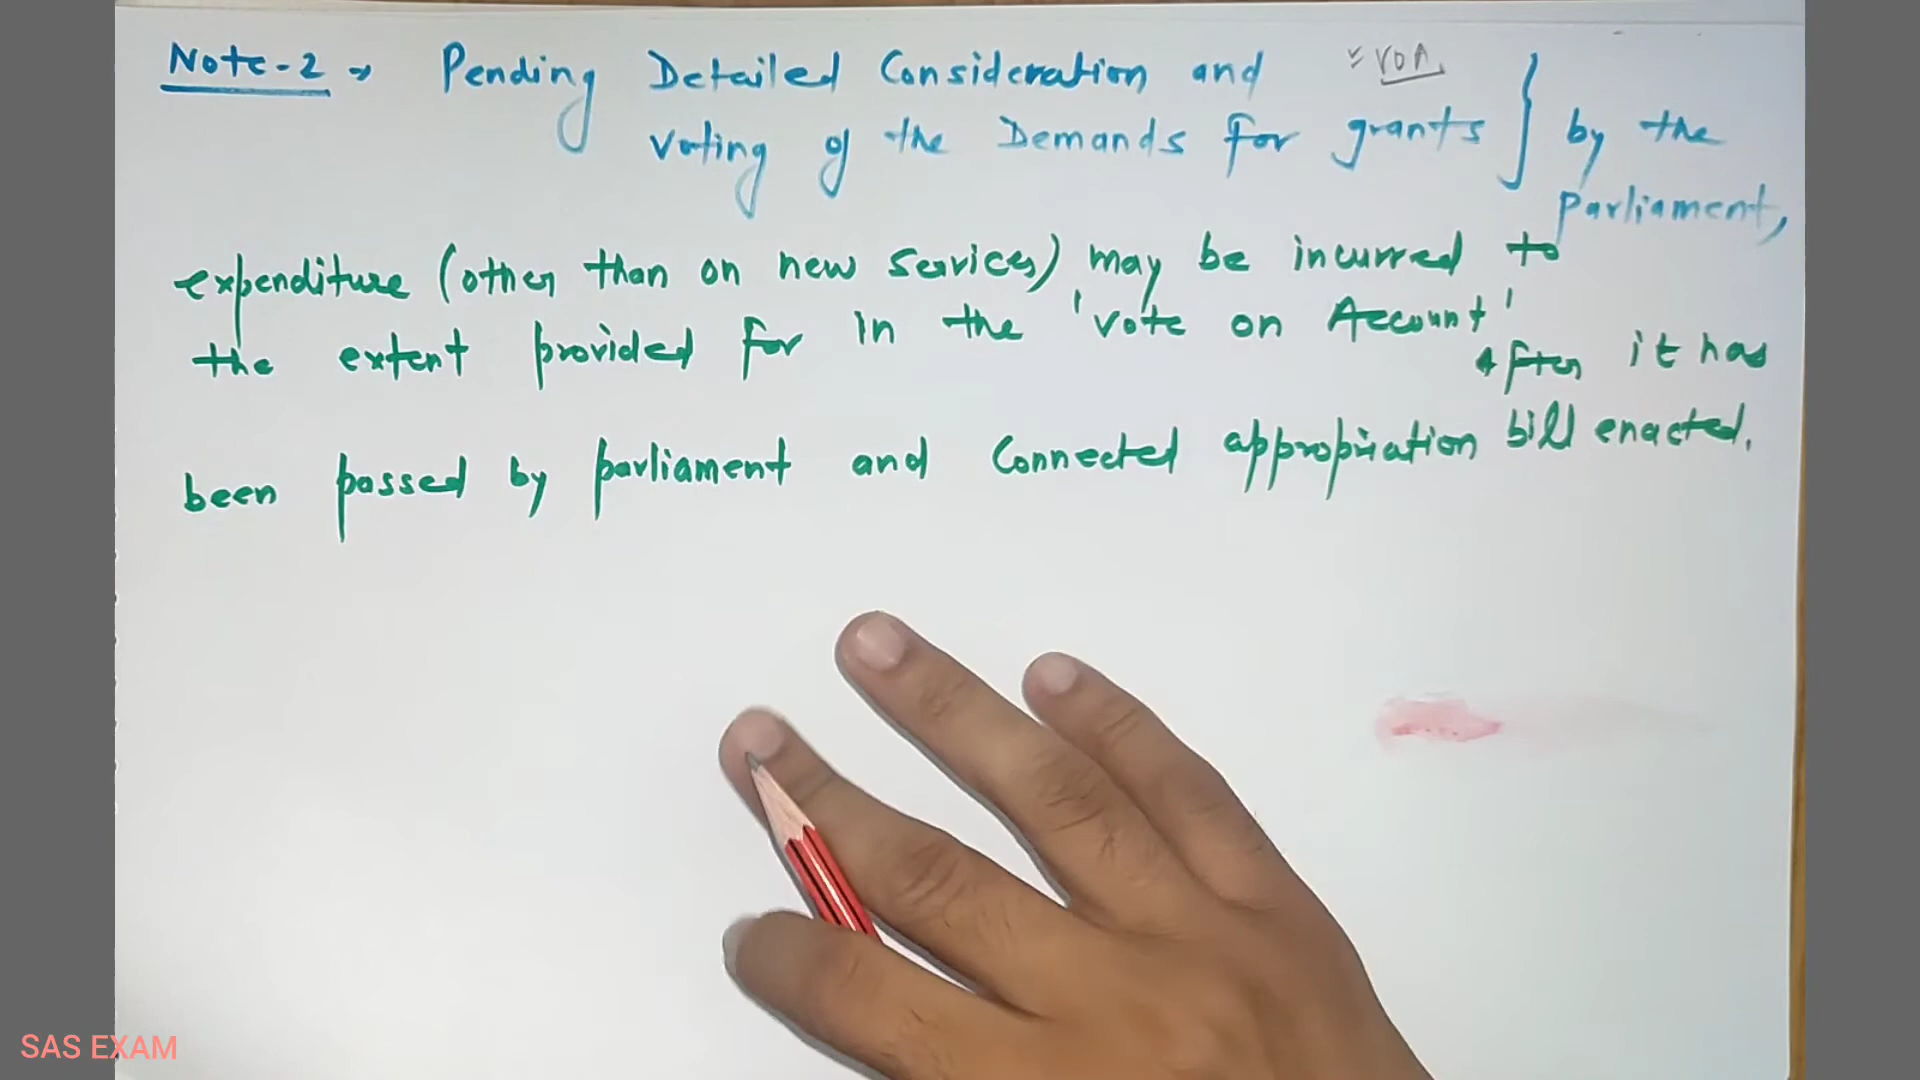 Note-2 → Pending Detailed Consideration and
= VOA
voting of the Demands for grants } by the
Parliament,
expenditure (other than on new services) may be incurred to
the extent provided for in the 'vote on Account'
After it has
been passed by parliament and Connected appropriation bill enacted.
SAS EXAM